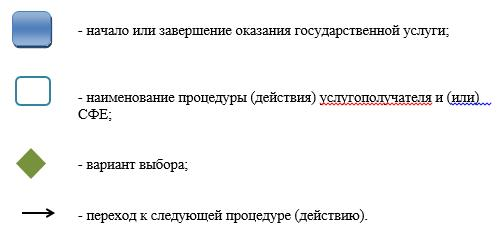 - начало или завершение оказания государственной услуги;
- наименование процедуры (действия) услугополучателя и (или)
СФЕ;
- вариант выбора;
- переход к следующей процедуре (действию).